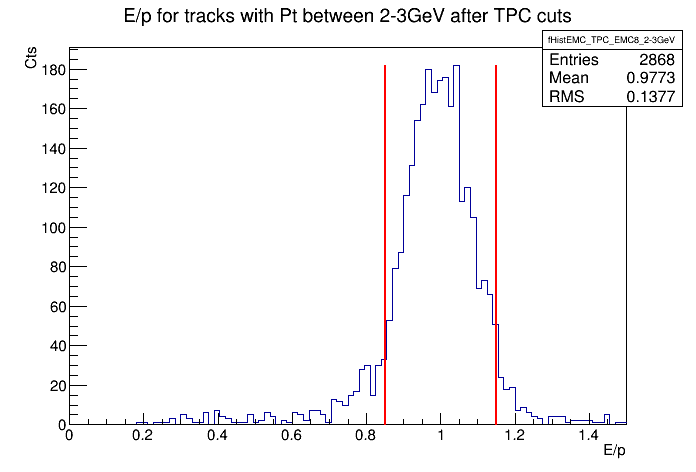 E/p for tracks with Pt between 2-3GeV after TPC cuts
fHistEMC_TPC_EMC8_2-3GeV
Entries 2868
Mean 0.9773
RMS 0.1377
Cts
180
160
140
120
100
80
60
40
20
0
0 0.2 0.4 0.6 0.8 1 1.2 1.4
E/p